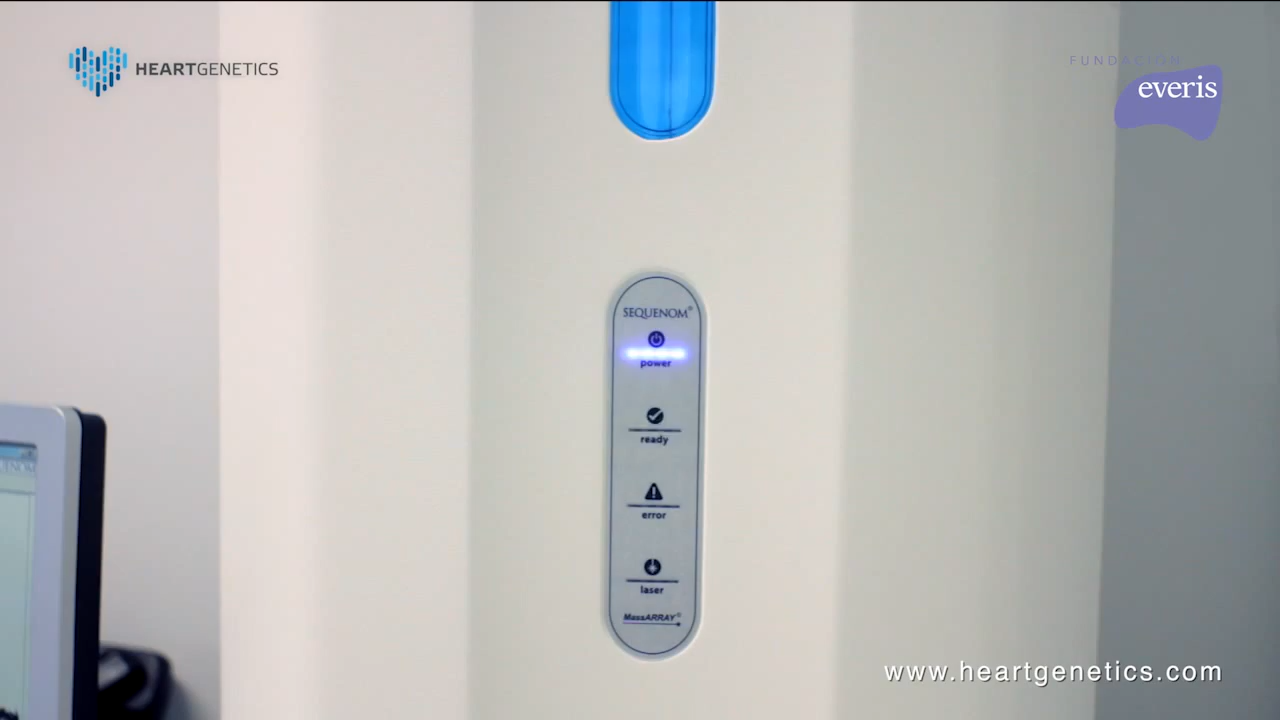 HEARTGENETICS
FUNDACIÓN
everis
SEQUENOM®
power
ready
error
laser
MassARRAY®
www.heartgenetics.com